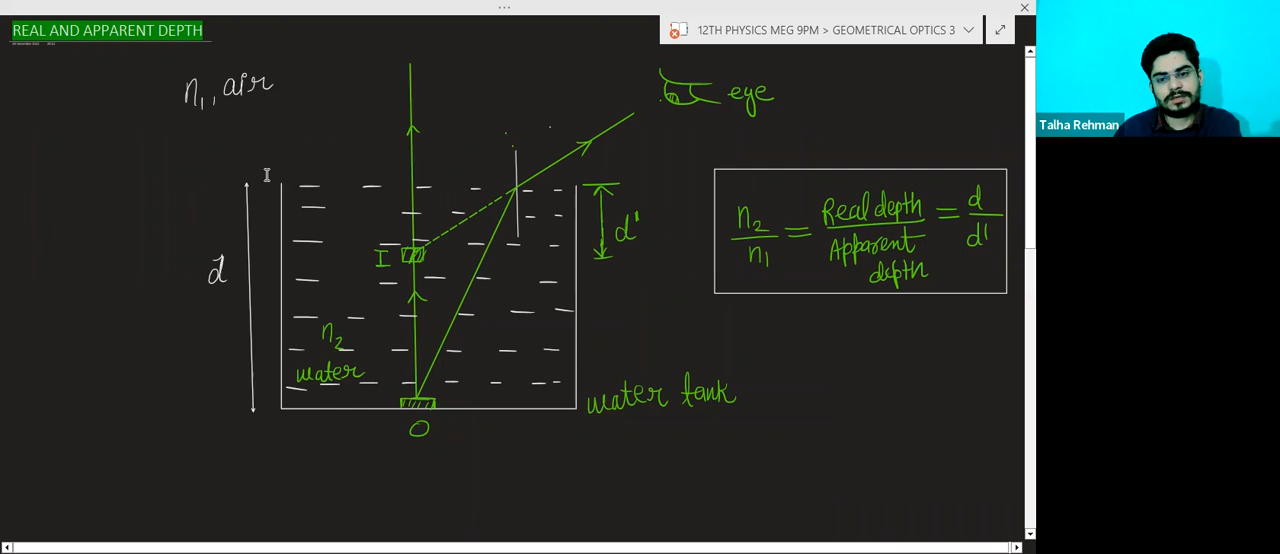 REAL AND APPARENT DEPTH
12TH PHYSICS MEG 9PM > GEOMETRICAL OPTICS 3
Talha Rehman
n₁, air
eye
d
d'
I
n₂
water
O
water tank
n₂/n₁ = Real depth/Apparent depth = d/d'